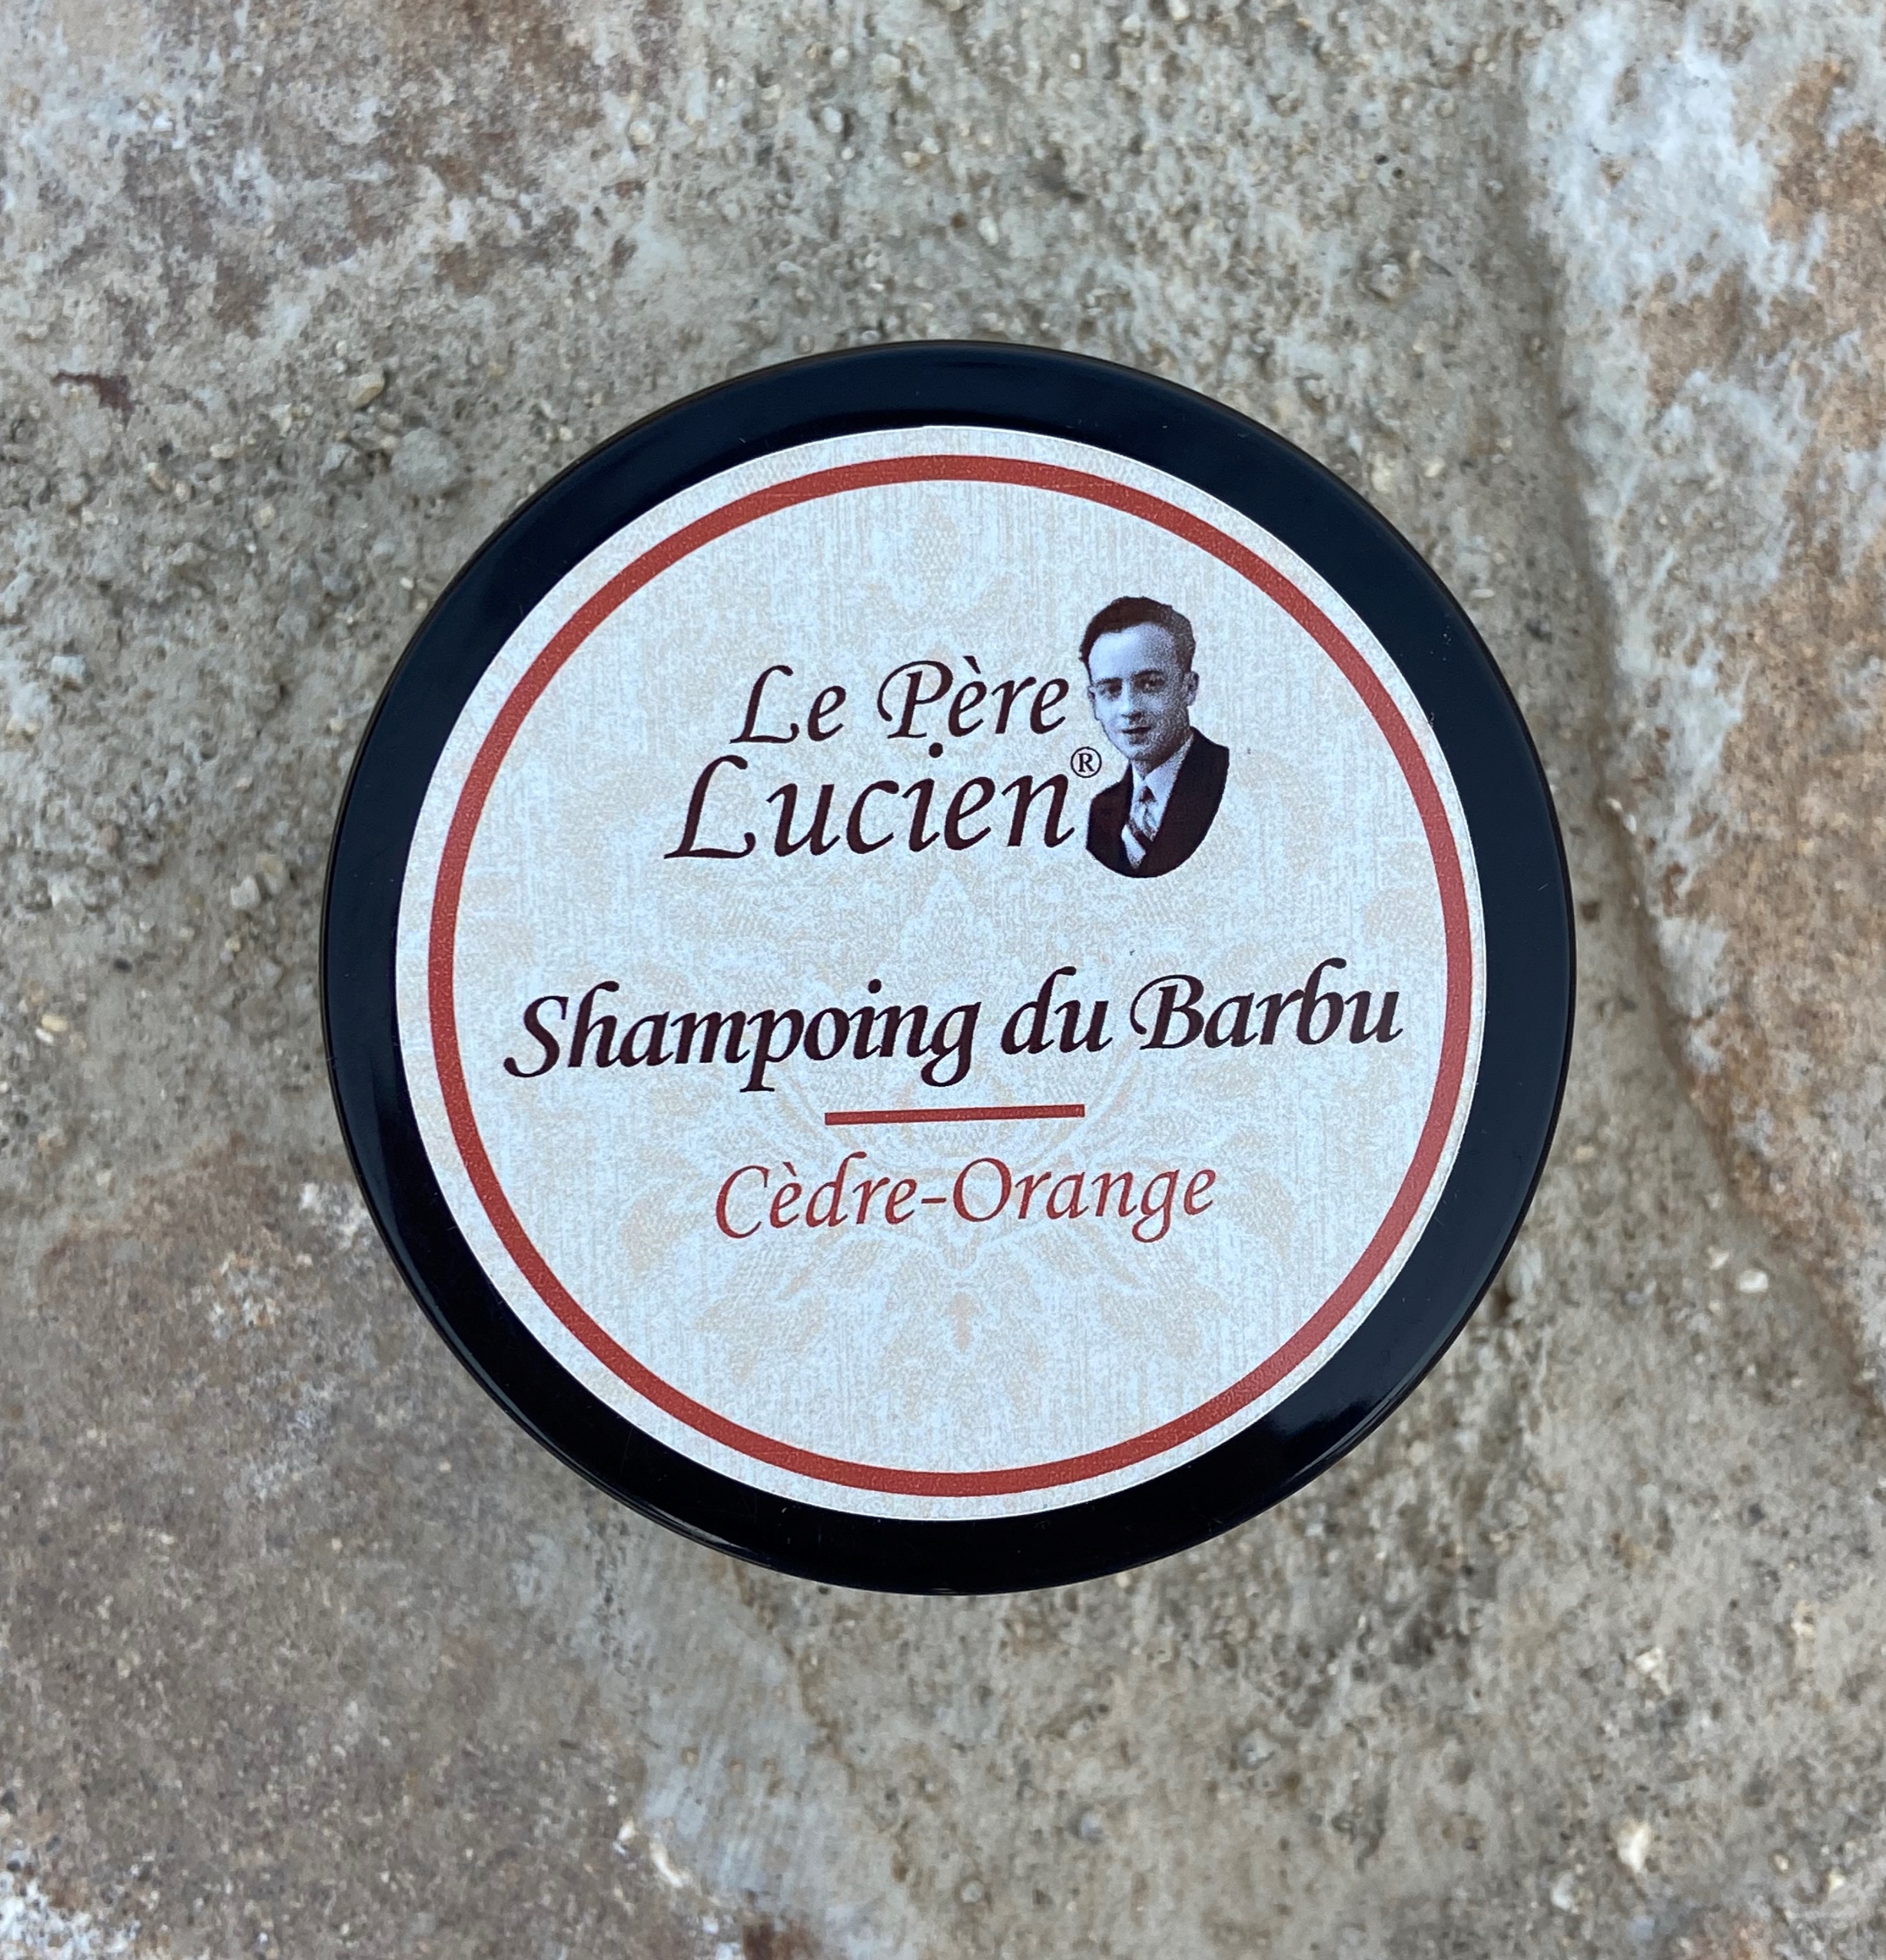 Le Père
Lucien®
Shampoing du Barbu
Cèdre-Orange